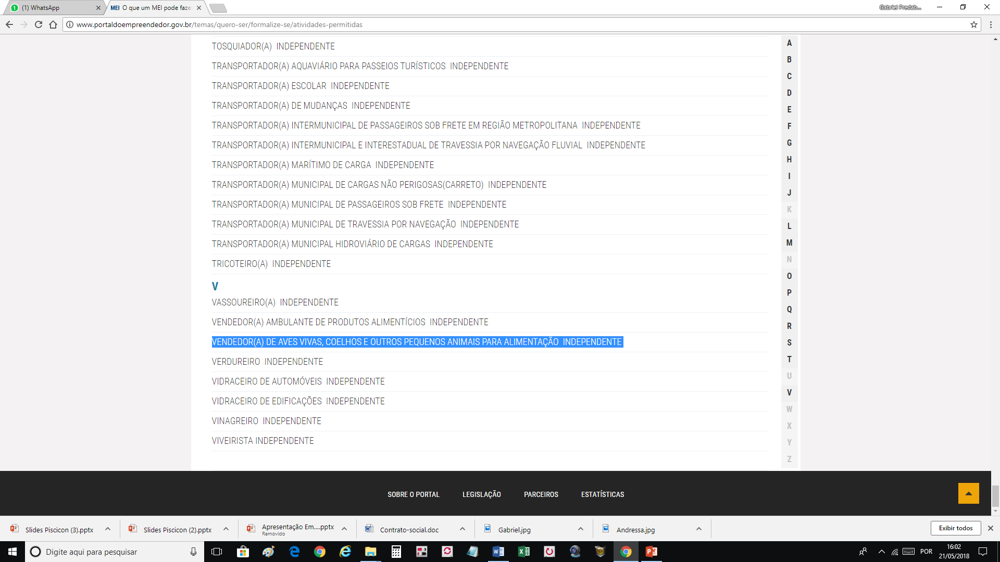 (1) WhatsApp
MEI O que um MEI pode faze
Gabriel Predab...
www.portaldoempreendedor.gov.br/temas/quero-ser/formalize-se/atividades-permitidas
TOSQUIADOR(A) INDEPENDENTE
TRANSPORTADOR(A) AQUAVIÁRIO PARA PASSEIOS TURÍSTICOS INDEPENDENTE
TRANSPORTADOR(A) ESCOLAR INDEPENDENTE
TRANSPORTADOR(A) DE MUDANÇAS INDEPENDENTE
TRANSPORTADOR(A) INTERMUNICIPAL DE PASSAGEIROS SOB FRETE EM REGIÃO METROPOLITANA INDEPENDENTE
TRANSPORTADOR(A) INTERMUNICIPAL E INTERESTADUAL DE TRAVESSIA POR NAVEGAÇÃO FLUVIAL INDEPENDENTE
TRANSPORTADOR(A) MARÍTIMO DE CARGA INDEPENDENTE
TRANSPORTADOR(A) MUNICIPAL DE CARGAS NÃO PERIGOSAS(CARRETO) INDEPENDENTE
TRANSPORTADOR(A) MUNICIPAL DE PASSAGEIROS SOB FRETE INDEPENDENTE
TRANSPORTADOR(A) MUNICIPAL DE TRAVESSIA POR NAVEGAÇÃO INDEPENDENTE
TRANSPORTADOR(A) MUNICIPAL HIDROVIÁRIO DE CARGAS INDEPENDENTE
TRICOTEIRO(A) INDEPENDENTE
V
VASSOUREIRO(A) INDEPENDENTE
VENDEDOR(A) AMBULANTE DE PRODUTOS ALIMENTÍCIOS INDEPENDENTE
VENDEDOR(A) DE AVES VIVAS, COELHOS E OUTROS PEQUENOS ANIMAIS PARA ALIMENTAÇÃO INDEPENDENTE
VERDUREIRO INDEPENDENTE
VIDRACEIRO DE AUTOMÓVEIS INDEPENDENTE
VIDRACEIRO DE EDIFICAÇÕES INDEPENDENTE
VINAGREIRO INDEPENDENTE
VIVEIRISTA INDEPENDENTE
A
B
C
D
E
F
G
H
I
J
K
L
M
N
O
P
Q
R
S
T
U
V
W
X
Y
Z
SOBRE O PORTAL LEGISLAÇÃO PARCEIROS ESTATÍSTICAS
Slides Piscicon (3).pptx
Slides Piscicon (2).pptx
Apresentação Em....pptx
Removido
Contrato-social.doc
Gabriel.jpg
Andressa.jpg
Exibir todos
Digite aqui para pesquisar
POR
16:02
21/05/2018